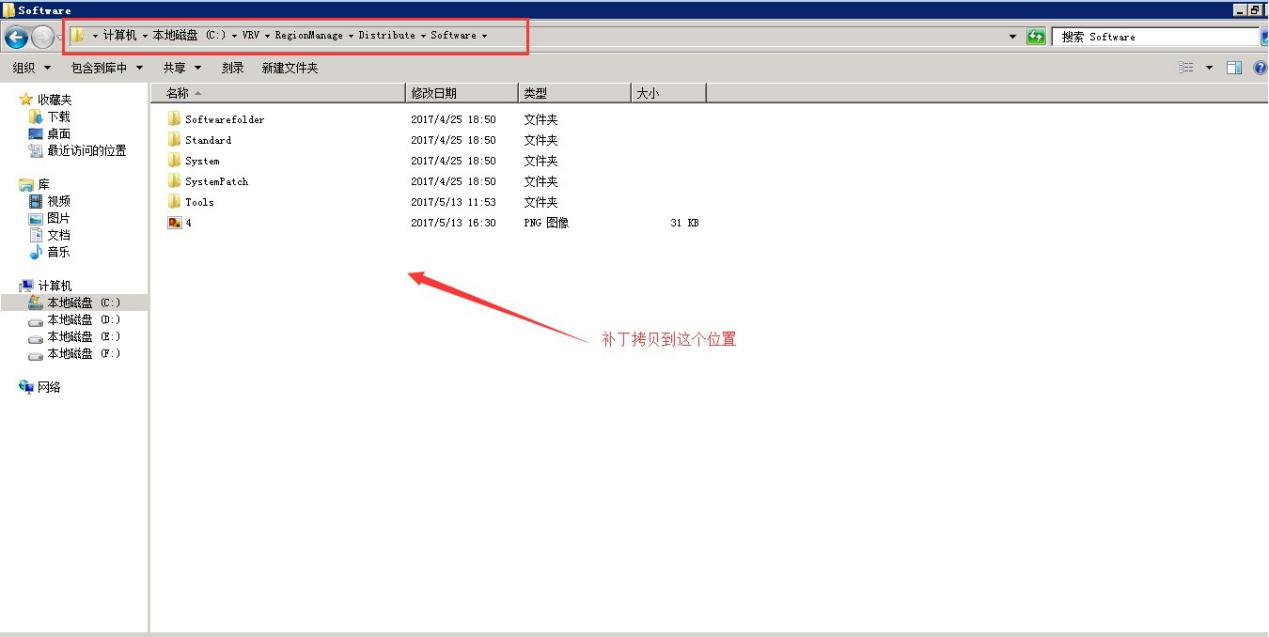 Software
计算机 本地磁盘 (C:) VRV RegionManage Distribute Software
搜索 Software
组织 包含到库中 共享 刻录 新建文件夹
名称 修改日期 类型 大小
收藏夹
下载
桌面
最近访问的位置
库
视频
图片
文档
音乐
计算机
本地磁盘 (C:)
本地磁盘 (D:)
本地磁盘 (E:)
本地磁盘 (F:)
网络
Softwarefolder 2017/4/25 18:50 文件夹
Standard 2017/4/25 18:50 文件夹
System 2017/4/25 18:50 文件夹
SystemPatch 2017/4/25 18:50 文件夹
Tools 2017/5/13 11:53 文件夹
4 2017/5/13 16:30 PNG 图像 31 KB
补丁拷贝到这个位置